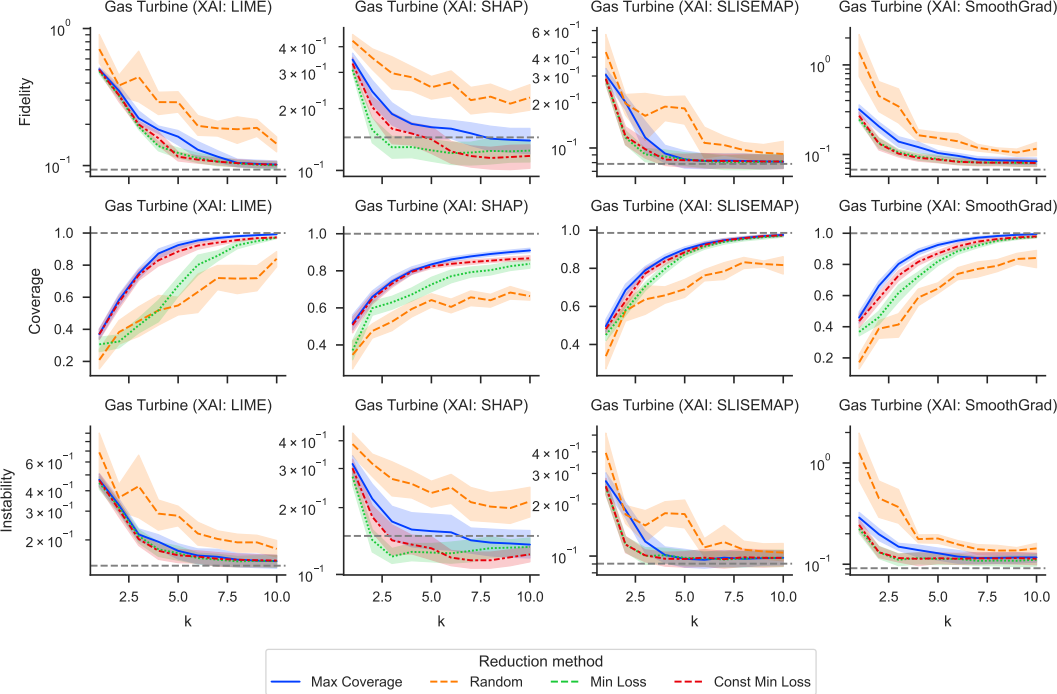 Gas Turbine (XAI: LIME) Gas Turbine (XAI: SHAP) Gas Turbine (XAI: SLISEMAP) Gas Turbine (XAI: SmoothGrad)
Fidelity
10⁰
10⁻¹
4 × 10⁻¹
3 × 10⁻¹
2 × 10⁻¹
10⁻¹
6 × 10⁻¹
4 × 10⁻¹
3 × 10⁻¹
2 × 10⁻¹
10⁻¹
10⁰
10⁻¹
Gas Turbine (XAI: LIME) Gas Turbine (XAI: SHAP) Gas Turbine (XAI: SLISEMAP) Gas Turbine (XAI: SmoothGrad)
Coverage
1.0
0.8
0.6
0.4
0.2
1.0
0.8
0.6
0.4
1.0
0.8
0.6
0.4
1.0
0.8
0.6
0.4
0.2
Gas Turbine (XAI: LIME) Gas Turbine (XAI: SHAP) Gas Turbine (XAI: SLISEMAP) Gas Turbine (XAI: SmoothGrad)
Instability
6 × 10⁻¹
4 × 10⁻¹
3 × 10⁻¹
2 × 10⁻¹
4 × 10⁻¹
3 × 10⁻¹
2 × 10⁻¹
10⁻¹
4 × 10⁻¹
3 × 10⁻¹
2 × 10⁻¹
10⁻¹
10⁰
10⁻¹
2.5 5.0 7.5 10.0 2.5 5.0 7.5 10.0 2.5 5.0 7.5 10.0 2.5 5.0 7.5 10.0
k k k k
Reduction method
Max Coverage Random Min Loss Const Min Loss